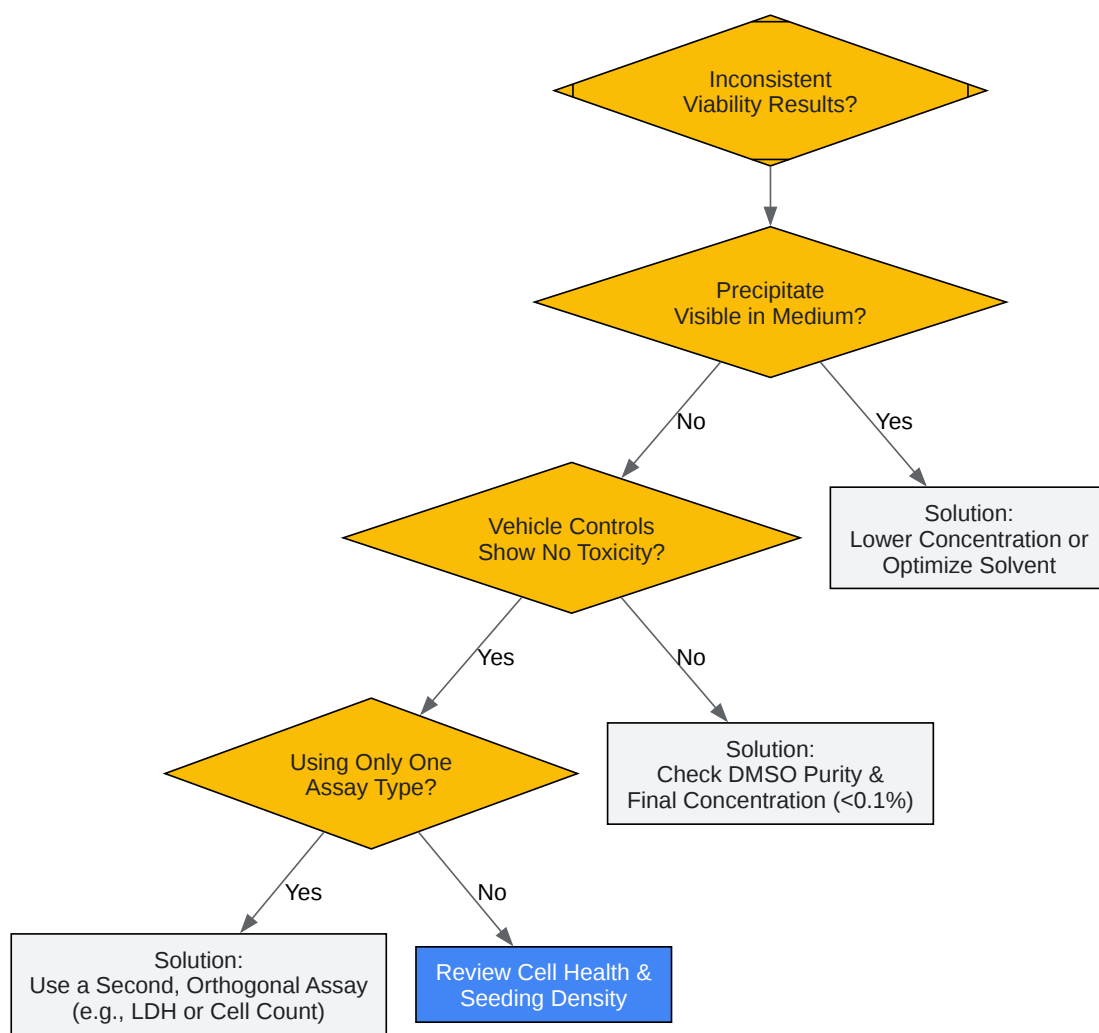 Inconsistent
Viability Results?
Precipitate
Visible in Medium?
No
Yes
Vehicle Controls
Show No Toxicity?
Solution:
Lower Concentration or
Optimize Solvent
Yes
No
Using Only One
Assay Type?
Solution:
Check DMSO Purity &
Final Concentration (<0.1%)
Yes
No
Solution:
Use a Second, Orthogonal Assay
(e.g., LDH or Cell Count)
Review Cell Health &
Seeding Density